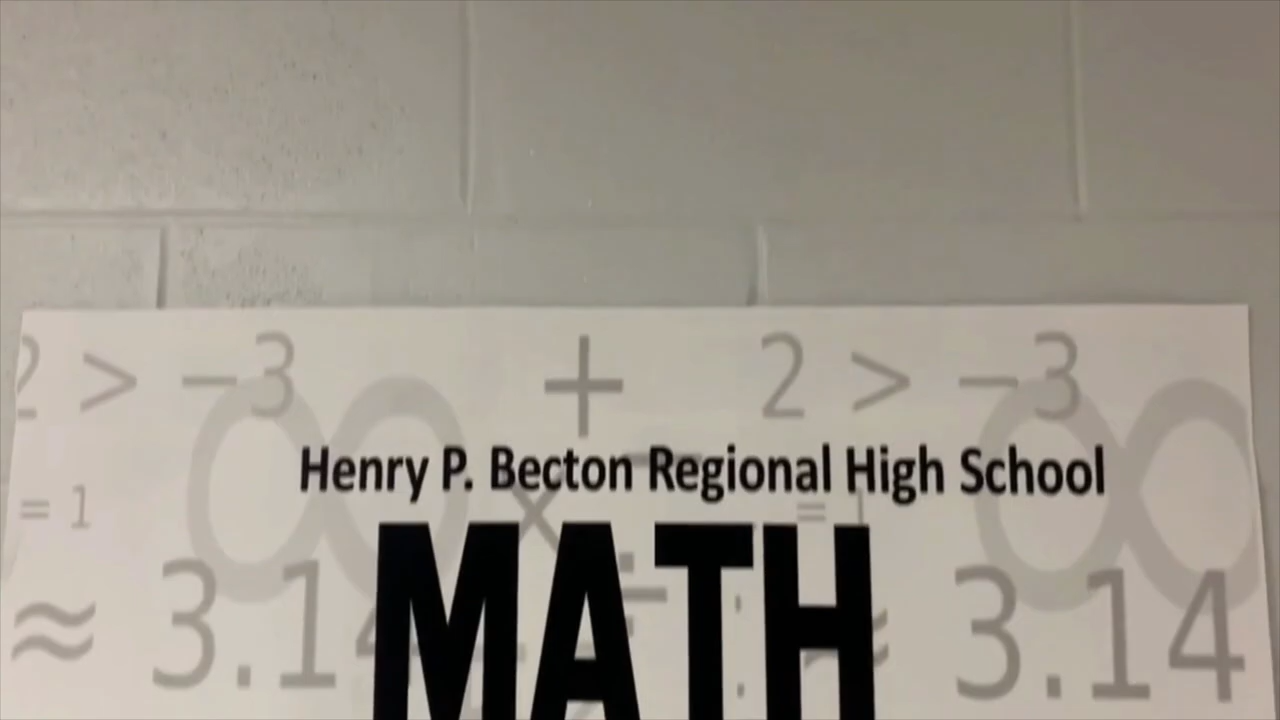 2 > −3 + 2 > −3
Henry P. Becton Regional High School
= 1 × = 1
MATH
≈ 3.14 ≈ 3.14